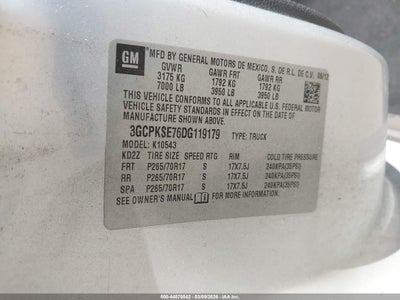 GM
MFD BY GENERAL MOTORS DE MEXICO, S. DE R.L. DE C.V. 08/12
GVWR GAWR FRT GAWR RR
3175 KG 1792 KG 1792 KG
7000 LB 3950 LB 3950 LB
THIS VEHICLE CONFORMS TO ALL APPLICABLE U.S. FEDERAL MOTOR
VEHICLE SAFETY STANDARDS IN EFFECT ON THE DATE OF
MANUFACTURE SHOWN ABOVE.
3GCPKSE76DG119179 TYPE: TRUCK
MODEL: K10543
KD2Z TIRE SIZE SPEED RTG RIM COLD TIRE PRESSURE
FRT P265/70R17 S 17X7.5J 240KPA(35PSI)
RR P265/70R17 S 17X7.5J 240KPA(35PSI)
SPA P265/70R17 S 17X7.5J 240KPA(35PSI)
SEE OWNER'S MANUAL FOR MORE INFORMATION.